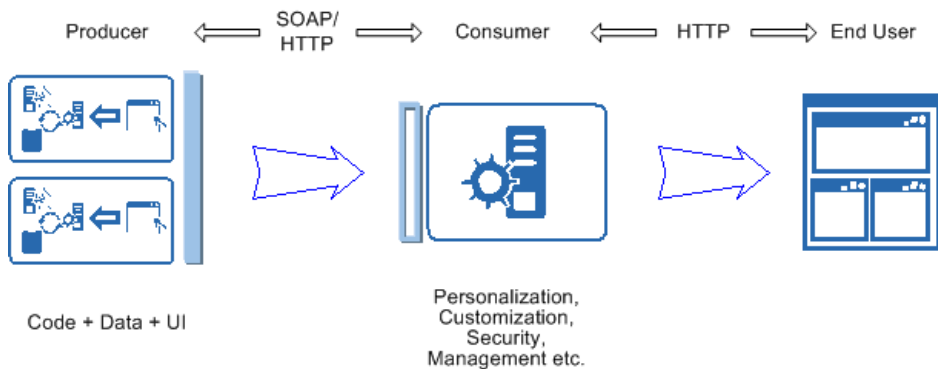 Producer
SOAP/
HTTP
Consumer
HTTP
End User
Code + Data + UI
Personalization,
Customization,
Security,
Management etc.